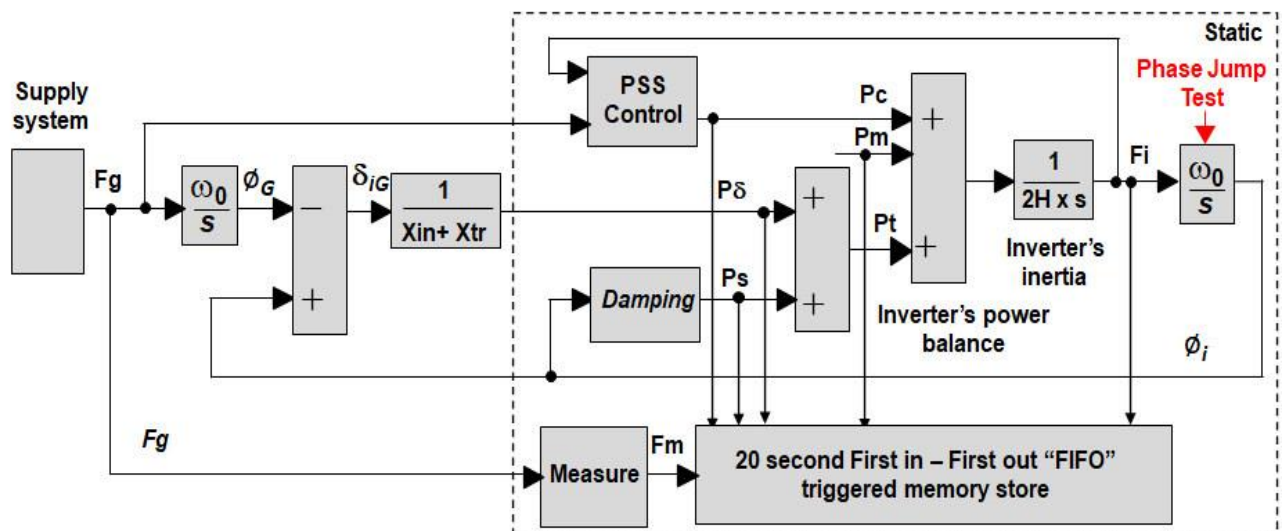 Static
Supply
system
PSS
Control
Phase Jump
Test
Pc
+
Pm
Fg
ω0
s
ϕG
−
+
δiG
1
Xin+ Xtr
Pδ
+
+
Pt
+
1
2H x s
Fi
ω0
s
Inverter's
inertia
Damping
Ps
Inverter's power
balance
ϕi
Fg
Measure
Fm
20 second First in – First out “FIFO”
triggered memory store